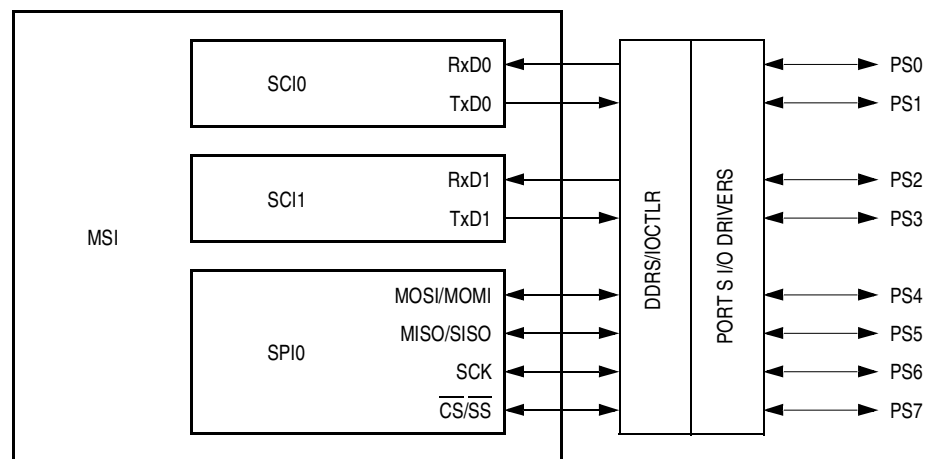 MSI
SCI0
RxD0
TxD0
SCI1
RxD1
TxD1
SPI0
MOSI/MOMI
MISO/SISO
SCK
CS/SS
DDRS/IOCTLR
PORT S I/O DRIVERS
PS0
PS1
PS2
PS3
PS4
PS5
PS6
PS7